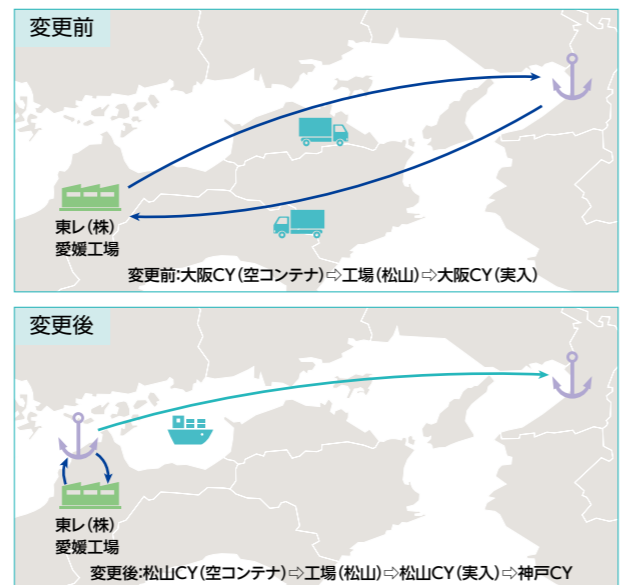 変更前
東レ(株)
愛媛工場
変更前:大阪CY(空コンテナ)⇨工場(松山)⇨大阪CY(実入)
変更後
東レ(株)
愛媛工場
変更後:松山CY(空コンテナ)⇨工場(松山)⇨松山CY(実入)⇨神戸CY